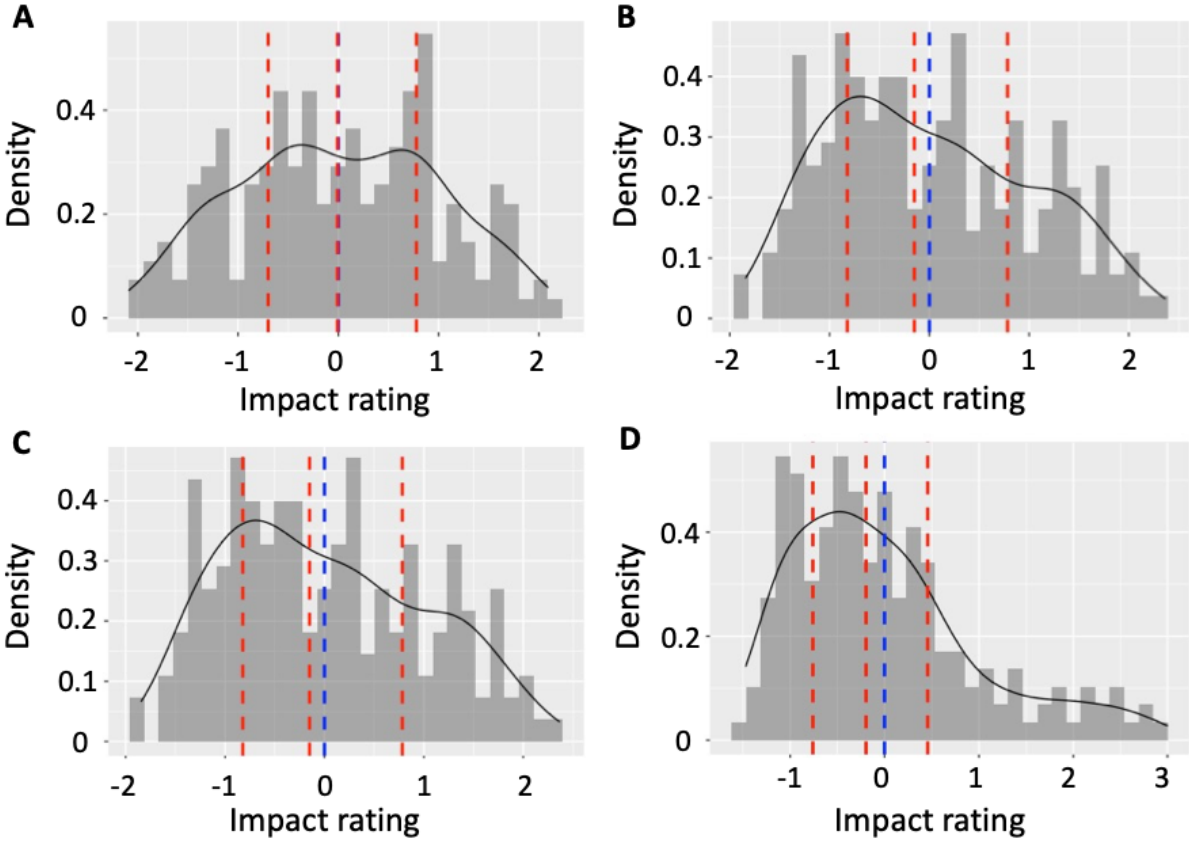 A
Density
0.4
0.2
0
-2 -1 0 1 2
Impact rating
B
Density
0.4
0.3
0.2
0.1
0
-2 -1 0 1 2
Impact rating
C
Density
0.4
0.3
0.2
0.1
0
-2 -1 0 1 2
Impact rating
D
Density
0.4
0.2
0
-1 0 1 2 3
Impact rating